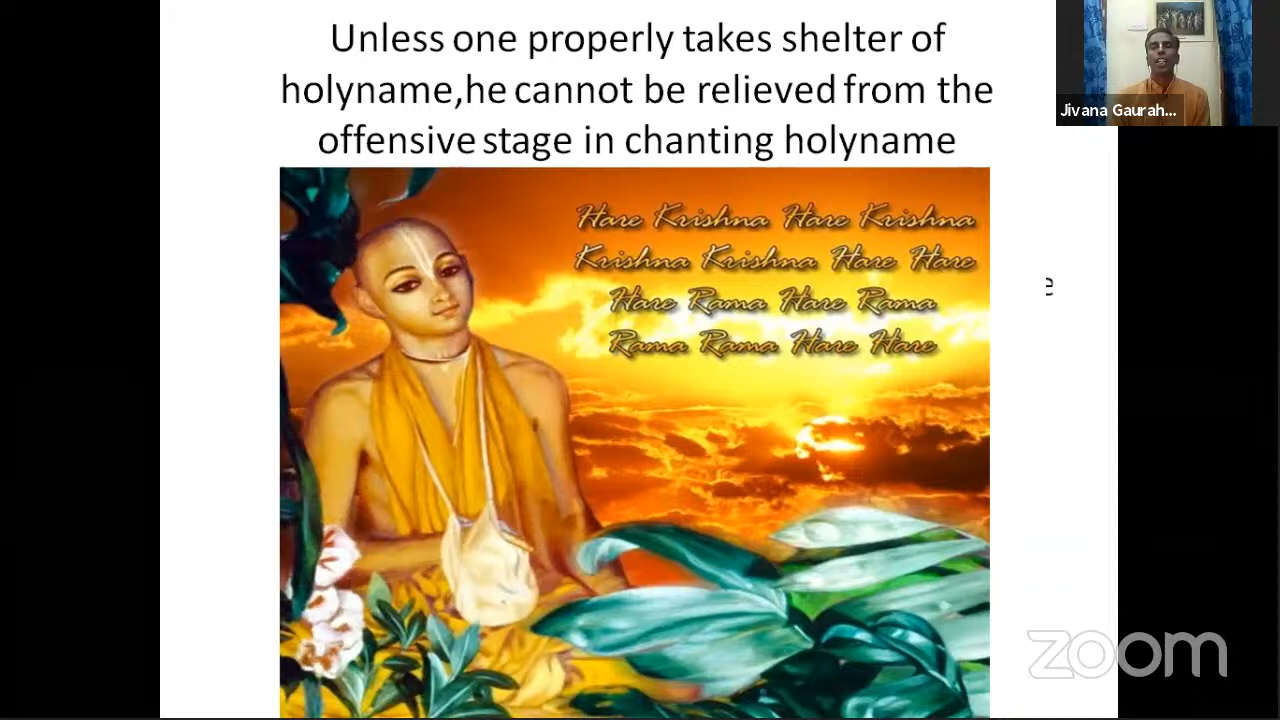 Unless one properly takes shelter of
holyname,he cannot be relieved from the
offensive stage in chanting holyname
Hare Krishna Hare Krishna
Krishna Krishna Hare Hare
Hare Rama Hare Rama
Rama Rama Hare Hare
Jivana Gaurah...
e
zoom